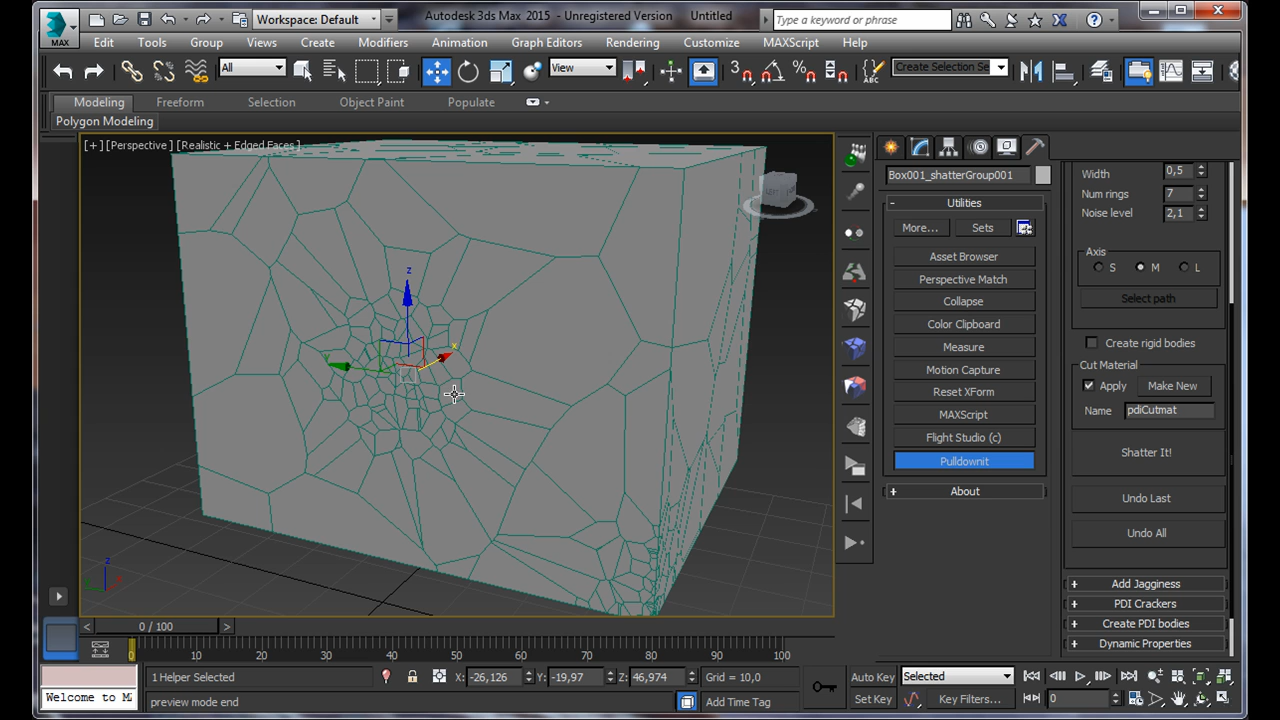 Workspace: Default
Autodesk 3ds Max 2015 - Unregistered Version Untitled
Type a keyword or phrase
MAX
Edit Tools Group Views Create Modifiers Animation Graph Editors Rendering Customize MAXScript Help
All
View
3
Create Selection Se
ABC
Modeling Freeform Selection Object Paint Populate
Polygon Modeling
[+] [Perspective] [Realistic + Edged Faces]
z
x
y
Box001_shatterGroup001
- Utilities
More... Sets
Asset Browser
Perspective Match
Collapse
Color Clipboard
Measure
Motion Capture
Reset XForm
MAXScript
Flight Studio (c)
Pulldownit
+ About
Width 0,5
Num rings 7
Noise level 2,1
Axis
S M L
Select path
Create rigid bodies
Cut Material
Apply Make New
Name pdiCutmat
Shatter It!
Undo Last
Undo All
+ Add Jagginess
+ PDI Crackers
+ Create PDI bodies
+ Dynamic Properties
z
< 0 / 100 >
0 10 20 30 40 50 60 70 80 90 100
1 Helper Selected X: -26,126 Y: -19,97 Z: 46,974 Grid = 10,0 Auto Key Selected
Welcome to M
preview mode end Add Time Tag Set Key Key Filters... 0